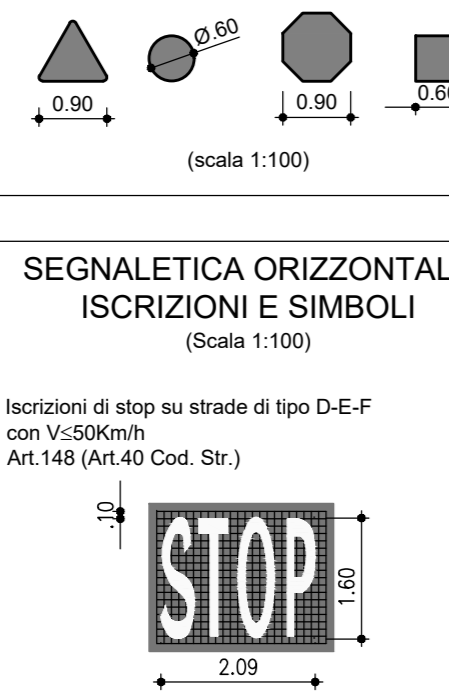 Ø.60
0.90
0.90
0.60
(scala 1:100)
SEGNALETICA ORIZZONTAL
ISCRIZIONI E SIMBOLI
(Scala 1:100)
Iscrizioni di stop su strade di tipo D-E-F
con V≤50Km/h
Art.148 (Art.40 Cod. Str.)
.10
STOP
1.60
2.09